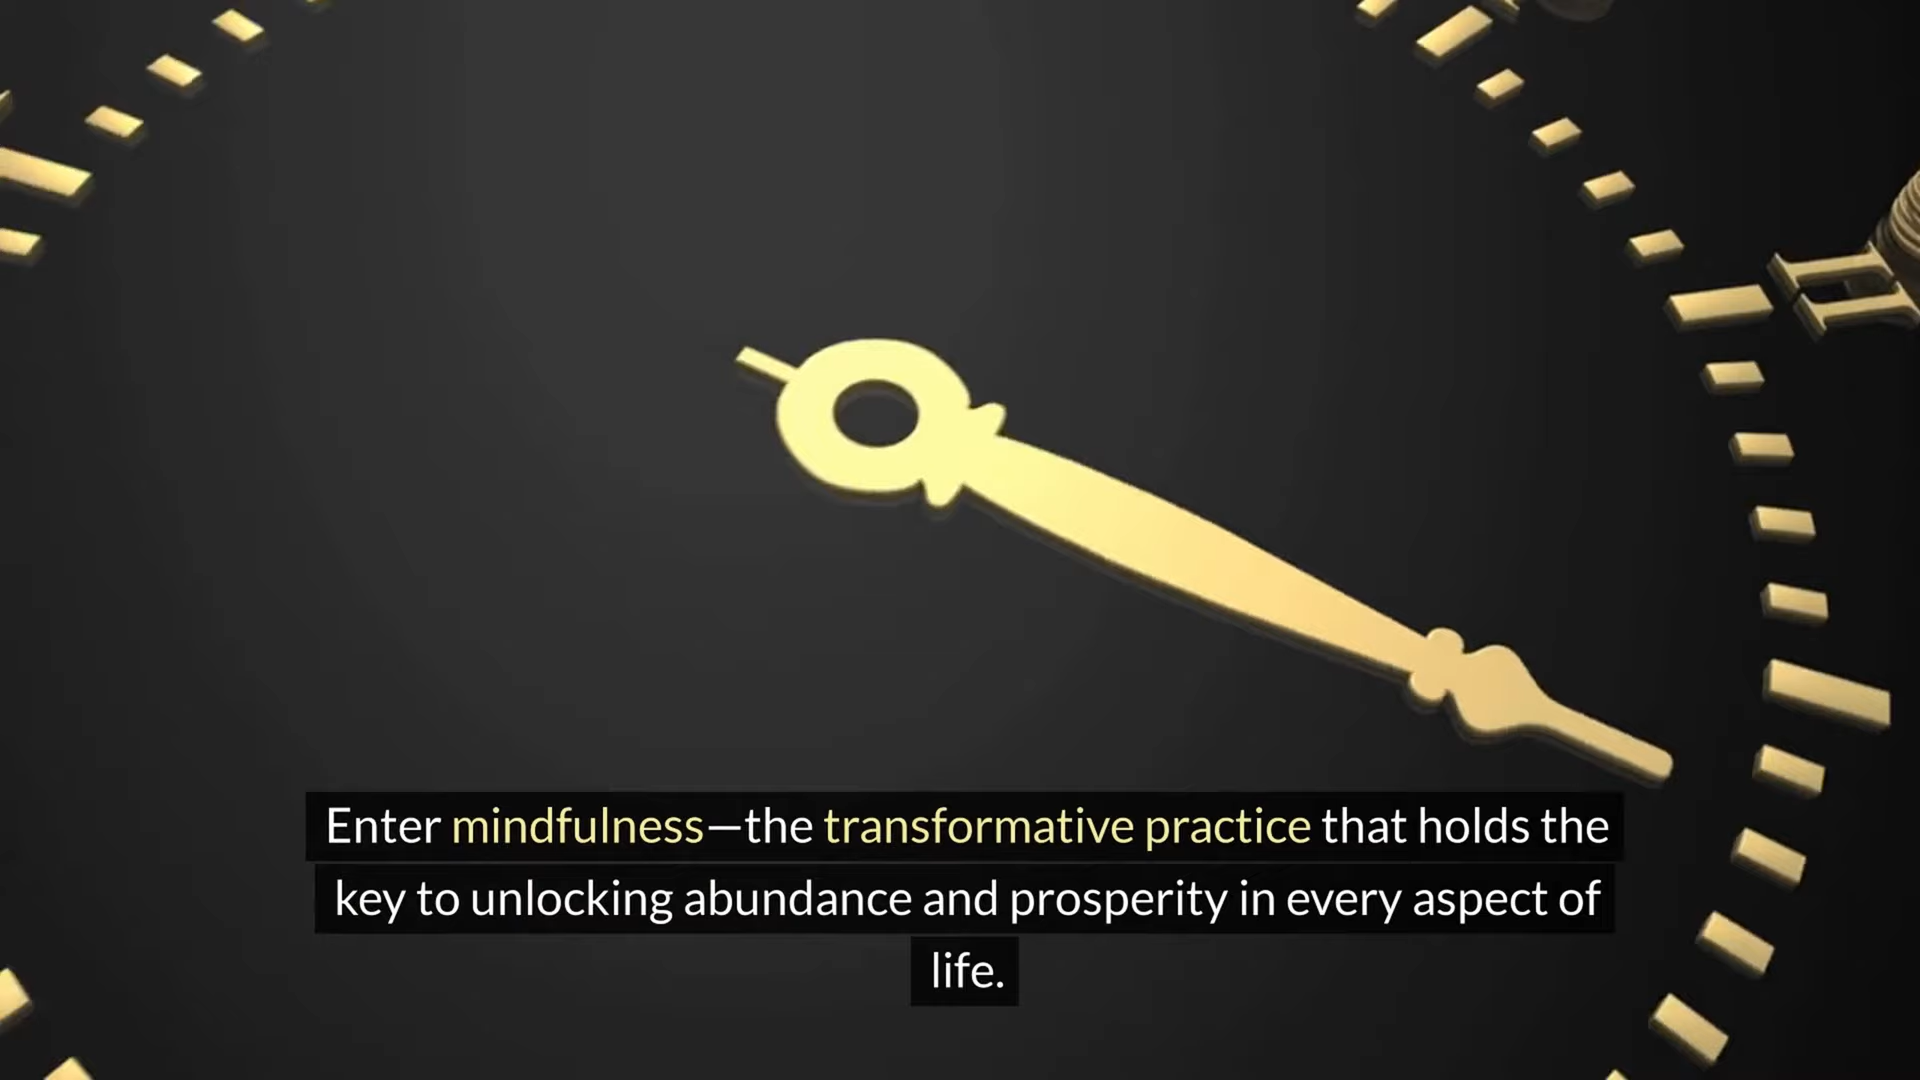 Enter mindfulness—the transformative practice that holds the
key to unlocking abundance and prosperity in every aspect of
life.